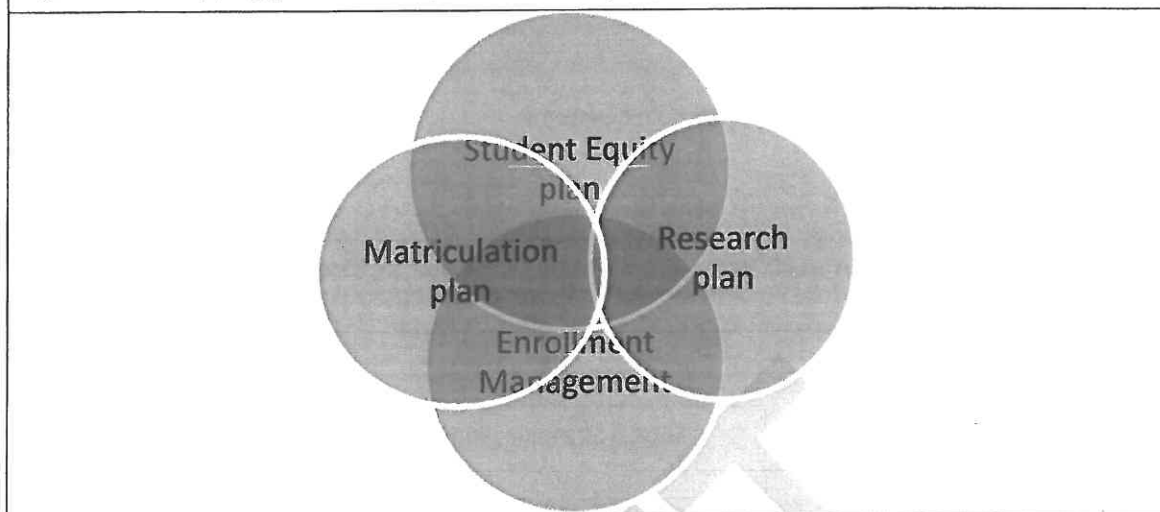 Student Equity
plan
Matriculation
plan
Research
plan
Enrollment
Management